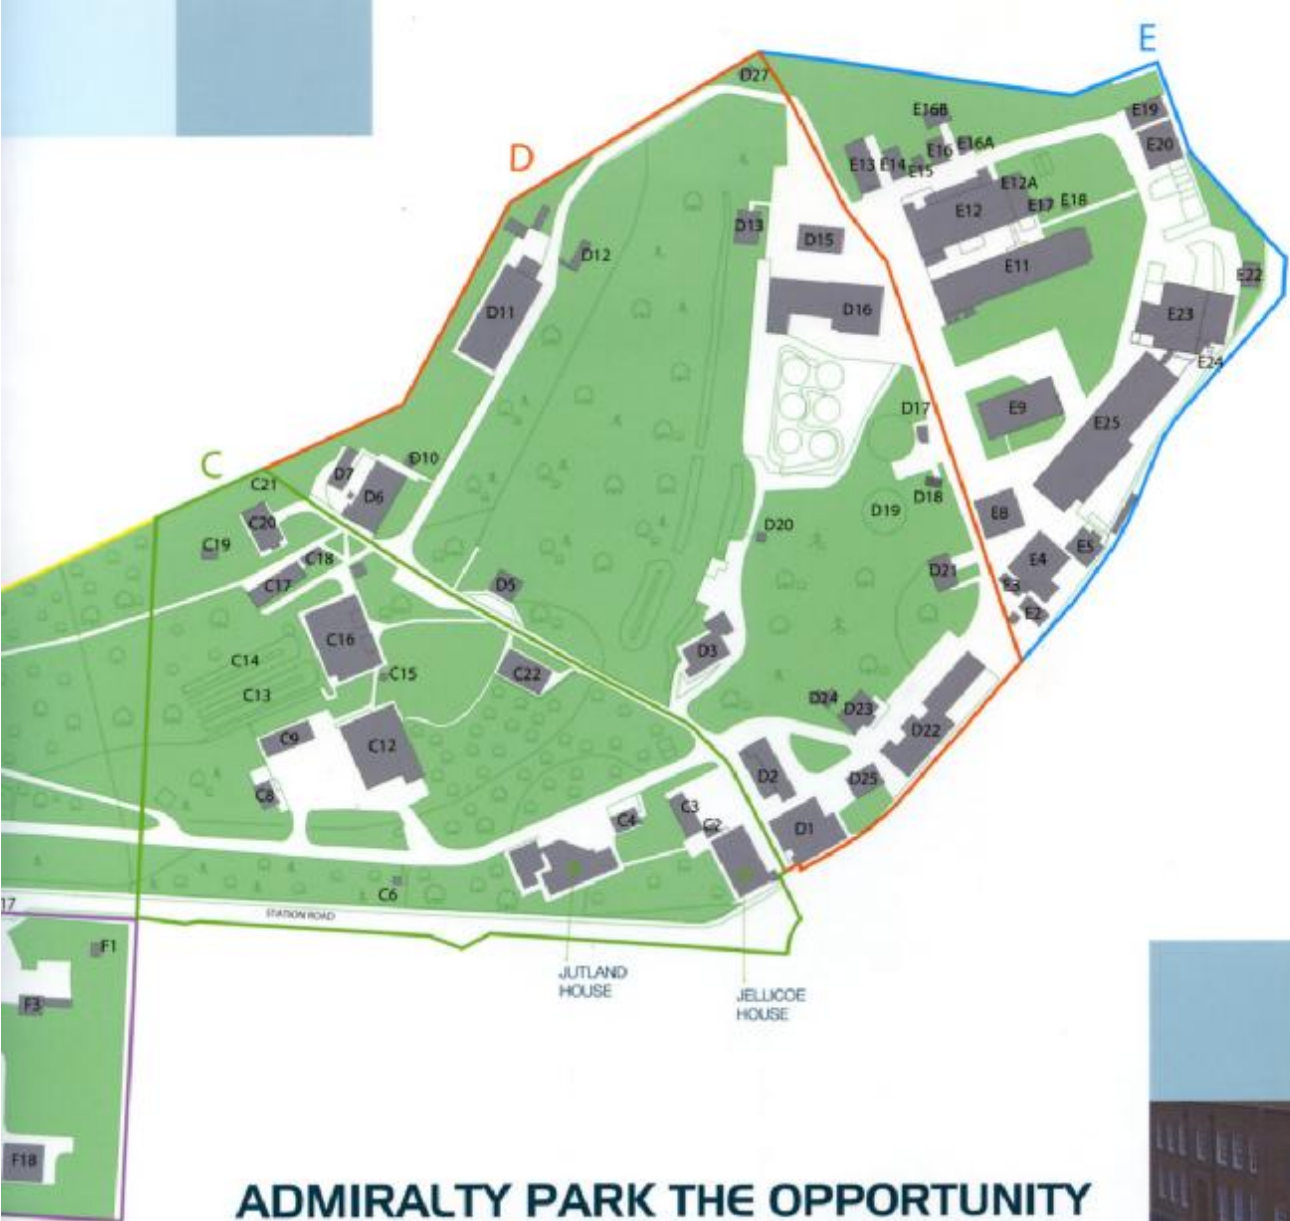 E
D27
E16B
E19
D
E16
E16A
E20
E13
E14
E15
E12A
E17
E18
E12
D13
D15
D12
E11
E22
D11
D16
E23
E24
D17
E9
E25
C
D10
D7
D6
C21
D18
D19
E8
D20
C20
C19
E5
C18
E4
D21
C17
D5
E3
E2
C16
D3
C14
C15
C22
C13
D24
D23
D22
C9
C12
D2
D25
C8
C3
C4
C2
D1
C6
17
STATION ROAD
F1
JUTLAND
HOUSE
JELLICOE
HOUSE
F3
F18
ADMIRALTY PARK THE OPPORTUNITY